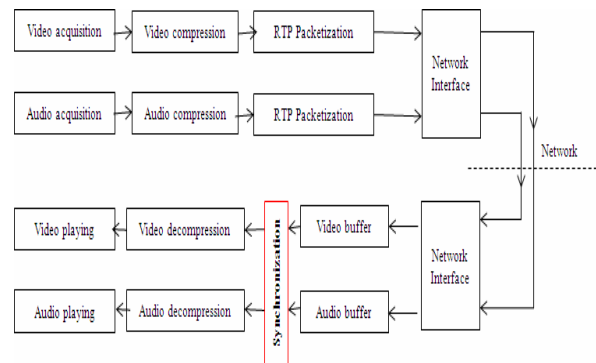 Video acquisition
Video compression
RTP Packetization
Network
Interface
Audio acquisition
Audio compression
RTP Packetization
Network
Video playing
Video decompression
Synchronization
Video buffer
Network
Interface
Audio playing
Audio decompression
Audio buffer